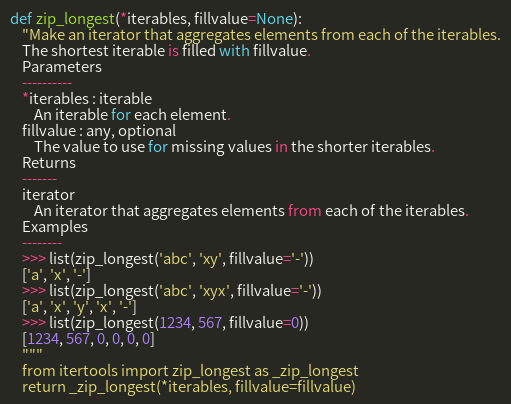 def zip_longest(*iterables, fillvalue=None):
"Make an iterator that aggregates elements from each of the iterables.
The shortest iterable is filled with fillvalue.
Parameters
----------
*iterables : iterable
An iterable for each element.
fillvalue : any, optional
The value to use for missing values in the shorter iterables.
Returns
-------
iterator
An iterator that aggregates elements from each of the iterables.
Examples
--------
>>> list(zip_longest('abc', 'xy', fillvalue='-'))
['a', 'x', '-']
>>> list(zip_longest('abc', 'xyx', fillvalue='-'))
['a', 'x', 'y', 'x', '-']
>>> list(zip_longest(1234, 567, fillvalue=0))
[1234, 567, 0, 0, 0, 0]
"""
from itertools import zip_longest as _zip_longest
return _zip_longest(*iterables, fillvalue=fillvalue)